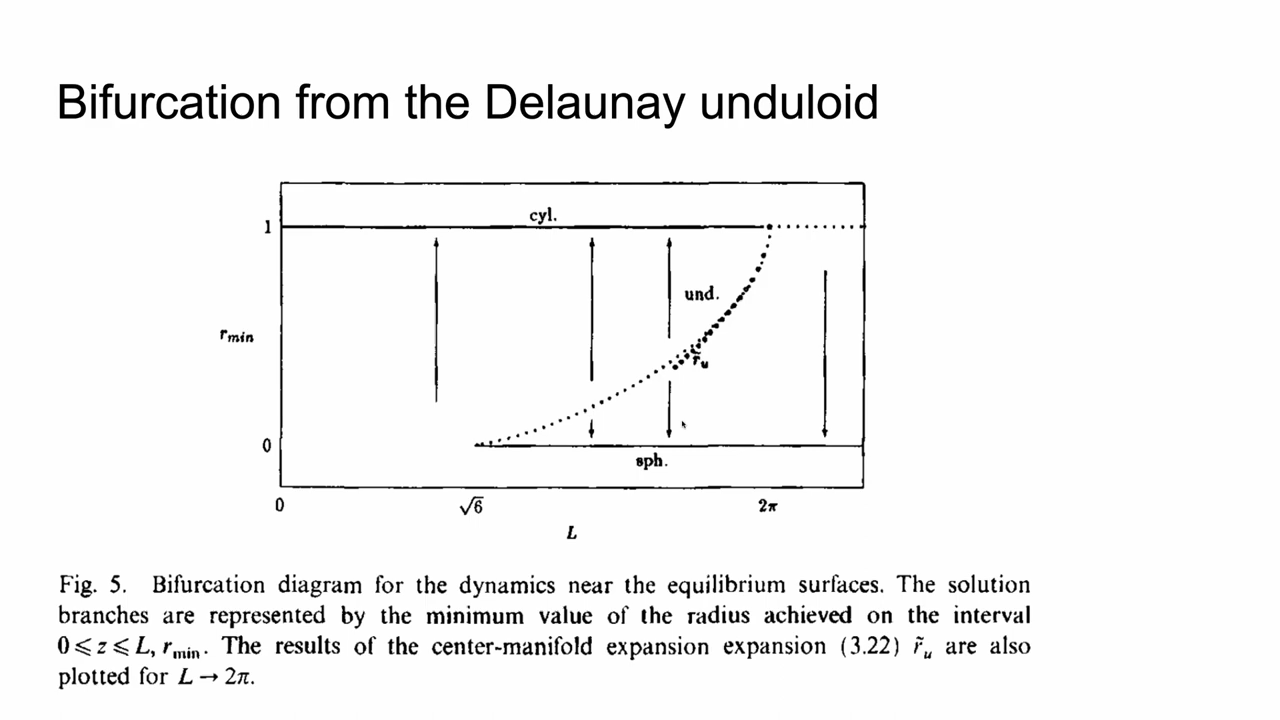 Bifurcation from the Delaunay unduloid
cyl.
1
und.
r_min
r̃_u
0
sph.
0 √6 2π
L
Fig. 5. Bifurcation diagram for the dynamics near the equilibrium surfaces. The solution
branches are represented by the minimum value of the radius achieved on the interval
0⩽z⩽L, r_min. The results of the center-manifold expansion expansion (3.22) r̃_u are also
plotted for L → 2π.